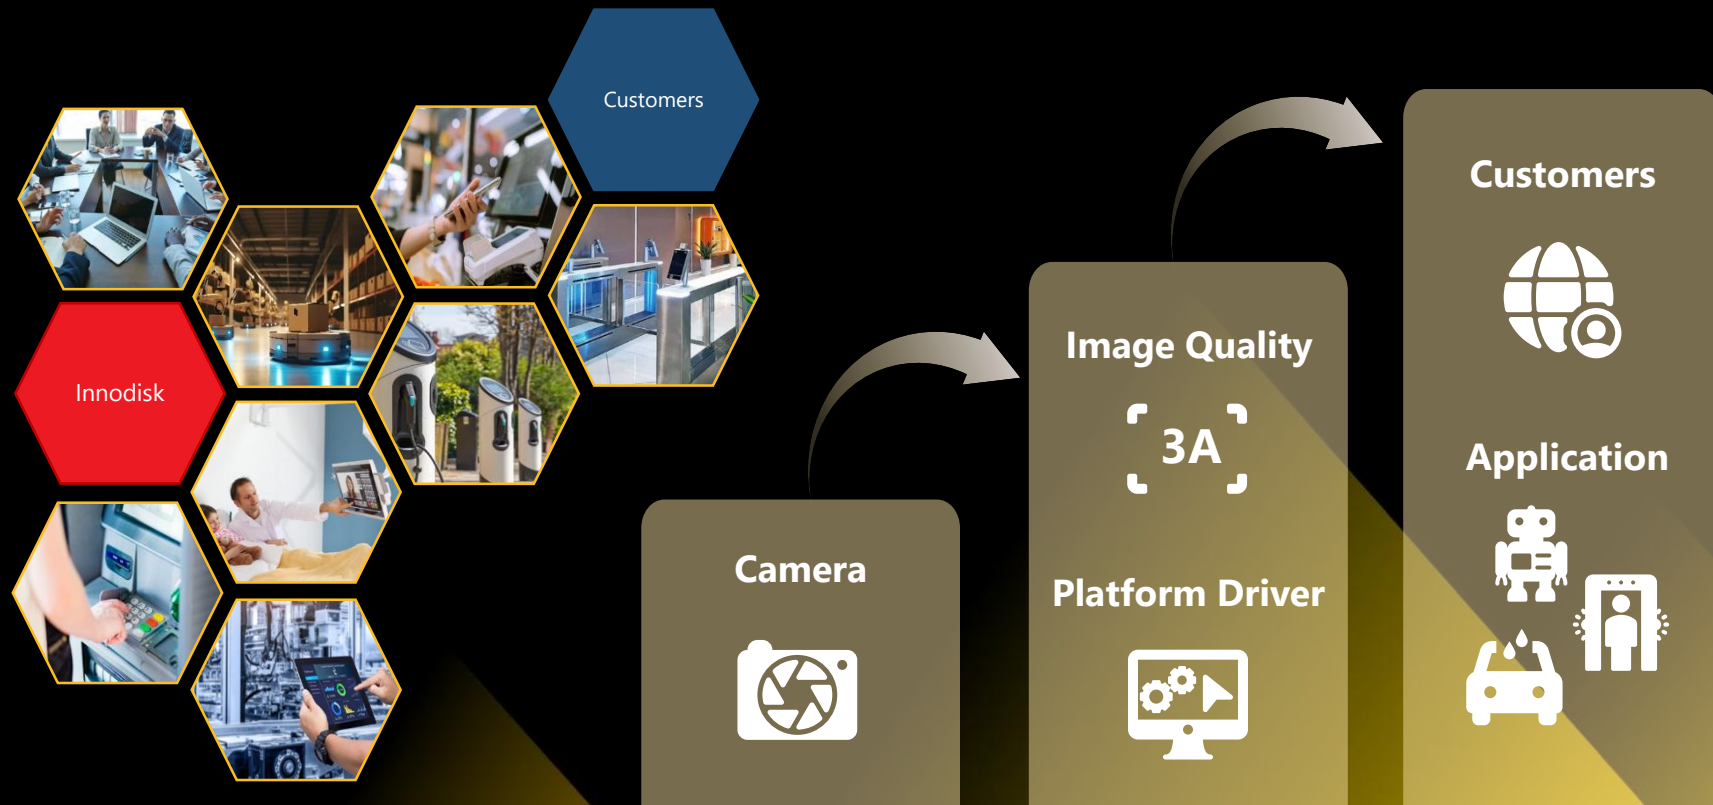 Customers
Innodisk
Camera
Image Quality
3A
Platform Driver
Customers
Application